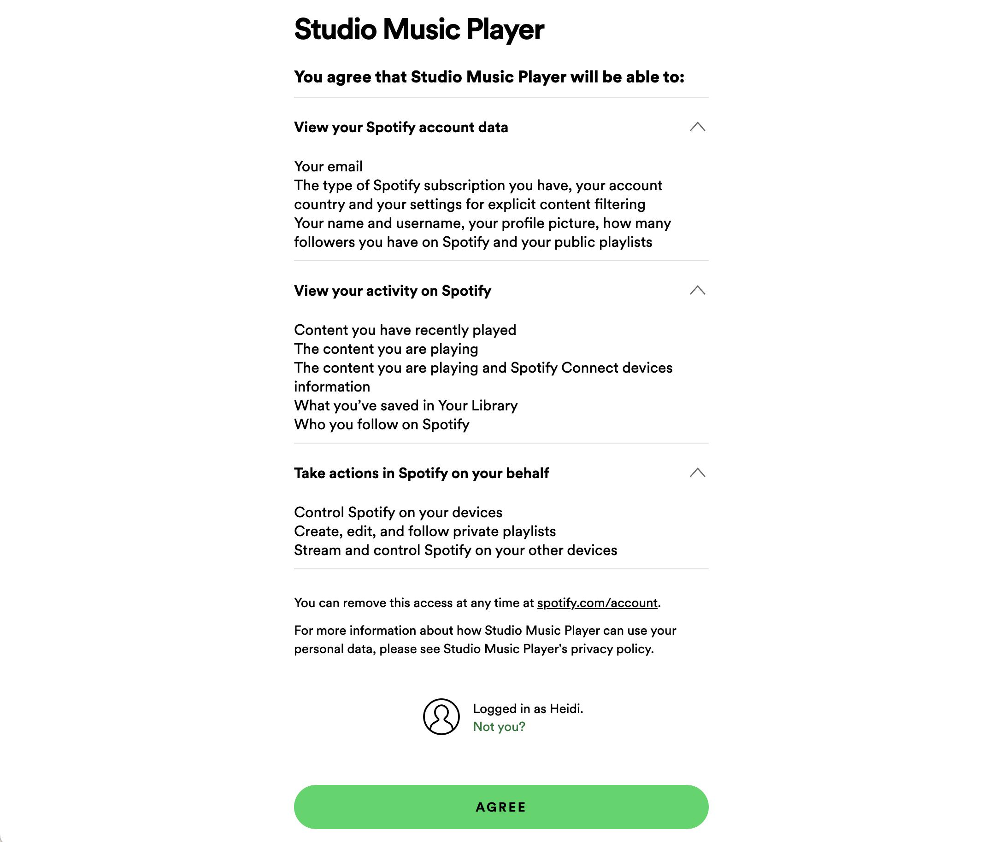 Studio Music Player
You agree that Studio Music Player will be able to:
View your Spotify account data
Your email
The type of Spotify subscription you have, your account
country and your settings for explicit content filtering
Your name and username, your profile picture, how many
followers you have on Spotify and your public playlists
View your activity on Spotify
Content you have recently played
The content you are playing
The content you are playing and Spotify Connect devices
information
What you’ve saved in Your Library
Who you follow on Spotify
Take actions in Spotify on your behalf
Control Spotify on your devices
Create, edit, and follow private playlists
Stream and control Spotify on your other devices
You can remove this access at any time at spotify.com/account.
For more information about how Studio Music Player can use your
personal data, please see Studio Music Player's privacy policy.
Logged in as Heidi.
Not you?
AGREE